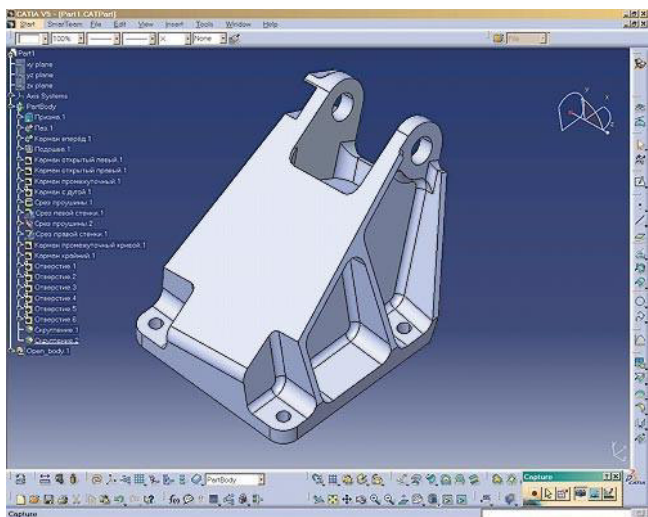 CATIA V5 - [Part1.CATPart]
Start SmarTeam File Edit View Insert Tools Window Help
100% None File
Part1
xy plane
yz plane
zx plane
Axis Systems
PartBody
Призма.1
Паз.1
Карман вперёд.1
Подошва.1
Карман открытый левый.1
Карман открытый правый.1
Карман промежуточный.1
Карман с дугой.1
Срез проушины.1
Срез левой стенки.1
Срез проушины.2
Срез правой стенки.1
Карман промежуточный кривой.1
Карман крайний.1
Отверстие.1
Отверстие.2
Отверстие.3
Отверстие.4
Отверстие.5
Отверстие.6
Скругление.1
Скругление.2
Open_body.1
y
x
z
PartBody
Capture
CATIA
Capture